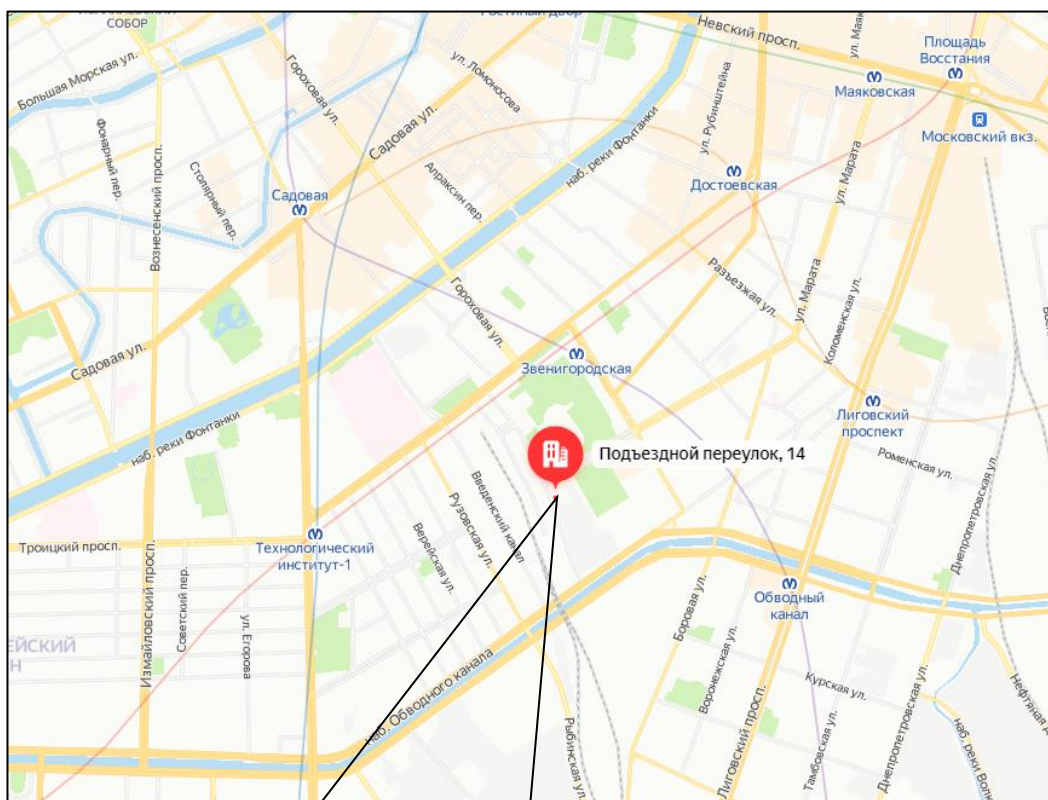 СОБОР
Невский просп.
Площадь
Восстания
Маяковская
Московский вкз.
Большая Морская ул.
Гороховая ул.
ул. Ломоносова
Садовая ул.
наб. реки Фонтанки
ул. Рубинштейна
ул. Марата
Фонарный пер.
Столярный пер.
Вознесенский просп.
Апраксин пер.
Садовая
Достоевская
Разъезжая ул.
ул. Марата
Коломенская ул.
Гороховая ул.
Садовая ул.
Звенигородская
наб. реки Фонтанки
Лиговский
проспект
Подъездной переулок, 14
Роменская ул.
Введенский канал
Рузовская ул.
Верейская ул.
Днепропетровская ул.
Троицкий просп.
Технологический
институт-1
Измайловский просп.
Советский пер.
ул. Егорова
Обводный
канал
Боровая ул.
Воронежская ул.
Курская ул.
наб. Обводного канала
Рыбинская ул.
Лиговский просп.
Тамбовская ул.
Днепропетровская ул.